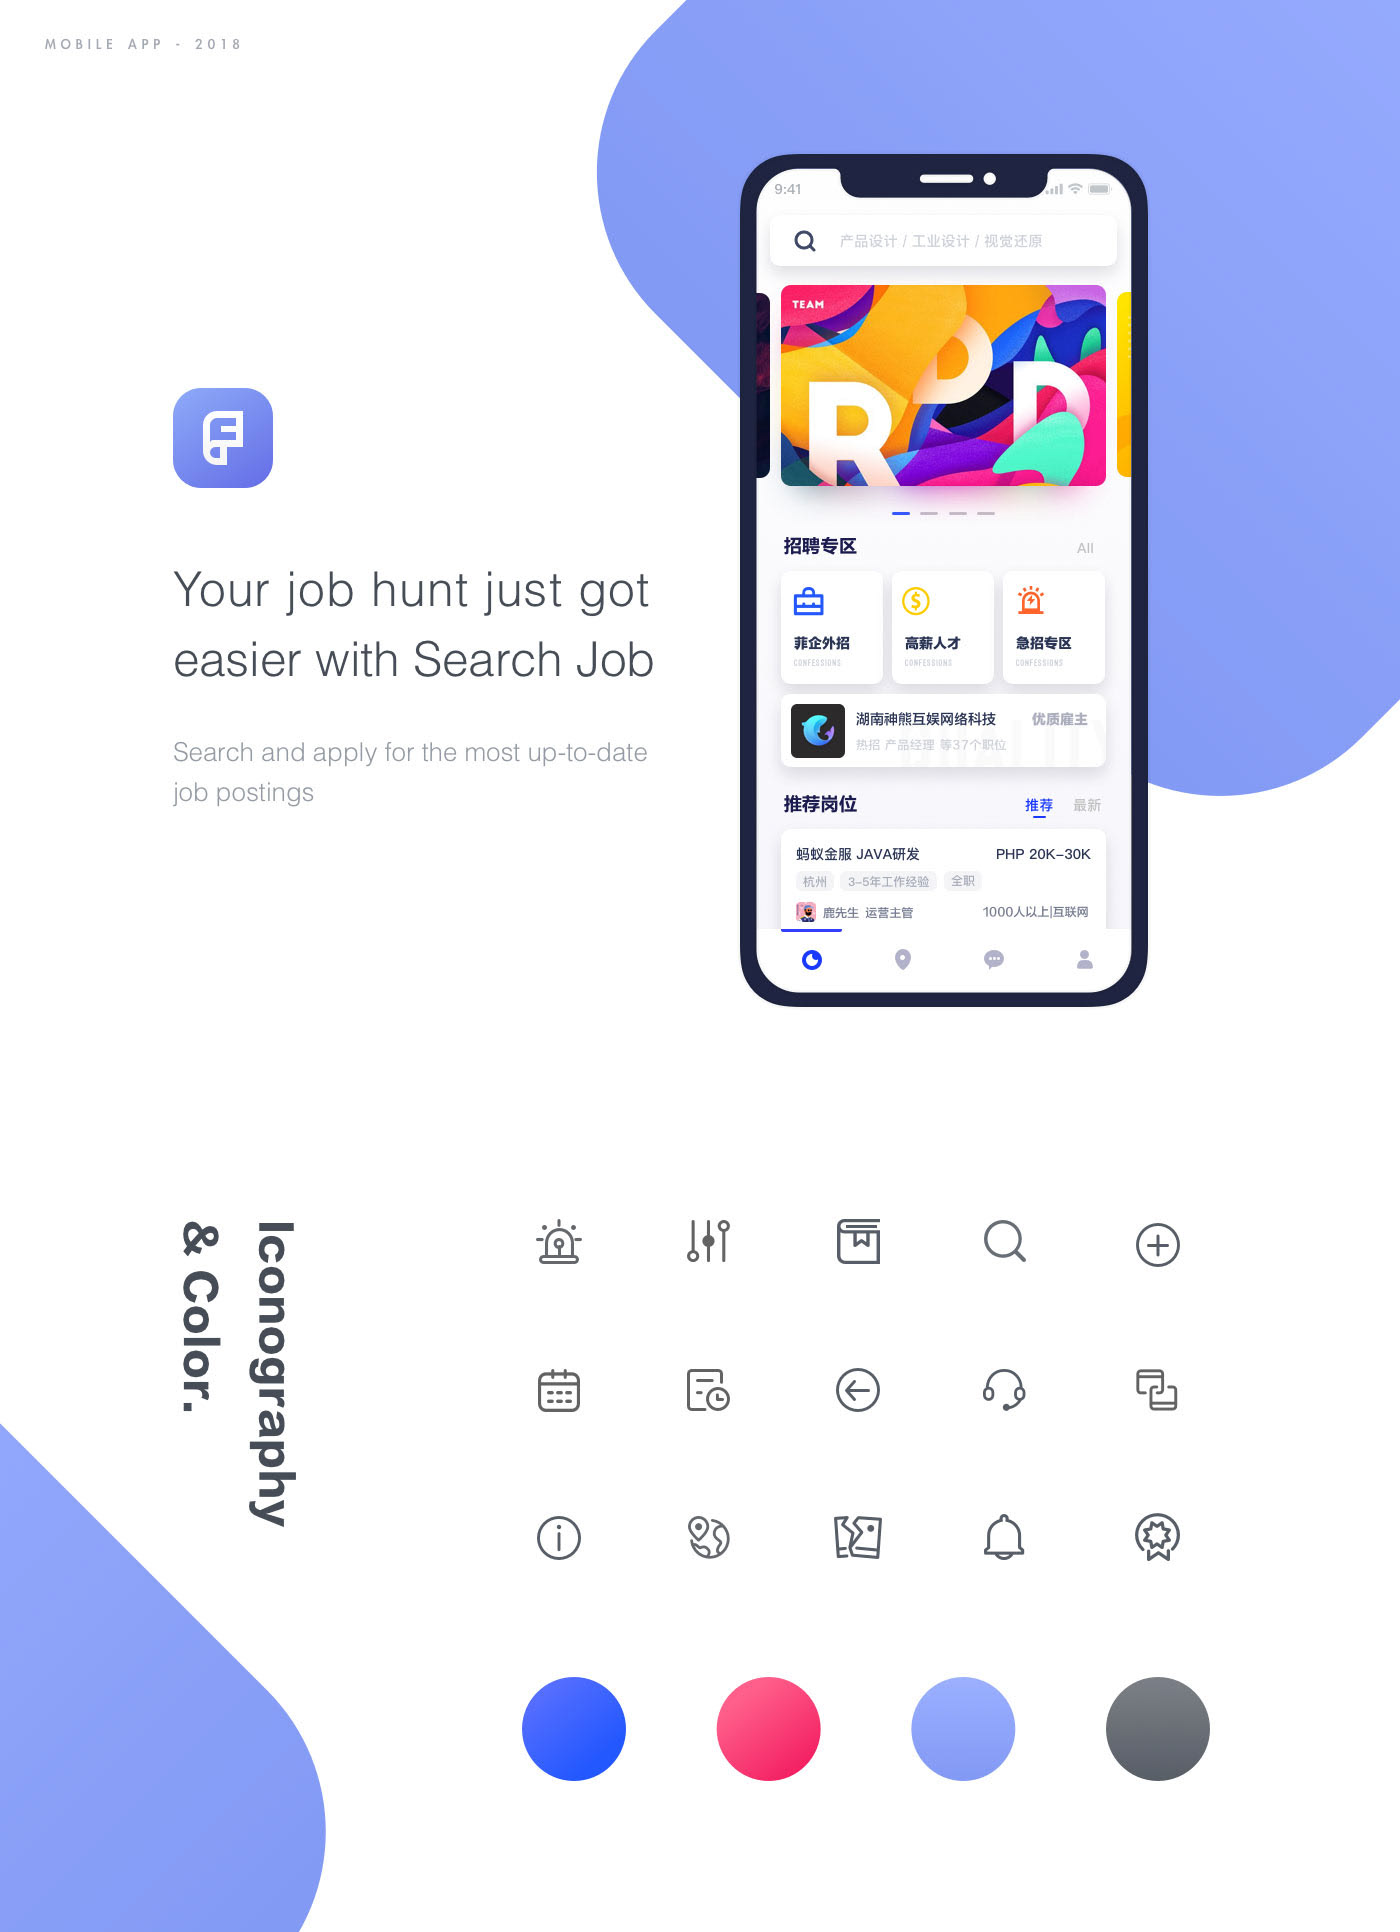 MOBILE APP - 2018
Your job hunt just got
easier with Search Job
Search and apply for the most up-to-date
job postings
9:41
产品设计 / 工业设计 / 视觉还原
TEAM
R D D
招聘专区 All
菲企外招 高薪人才 急招专区
CONFESSIONS CONFESSIONS CONFESSIONS
湖南神熊互娱网络科技 优质雇主
热招 产品经理 等37个职位
QUALITY
推荐岗位 推荐 最新
蚂蚁金服 JAVA研发 PHP 20K-30K
杭州 3-5年工作经验 全职
鹿先生 运营主管 1000人以上|互联网
Iconography
& Color.